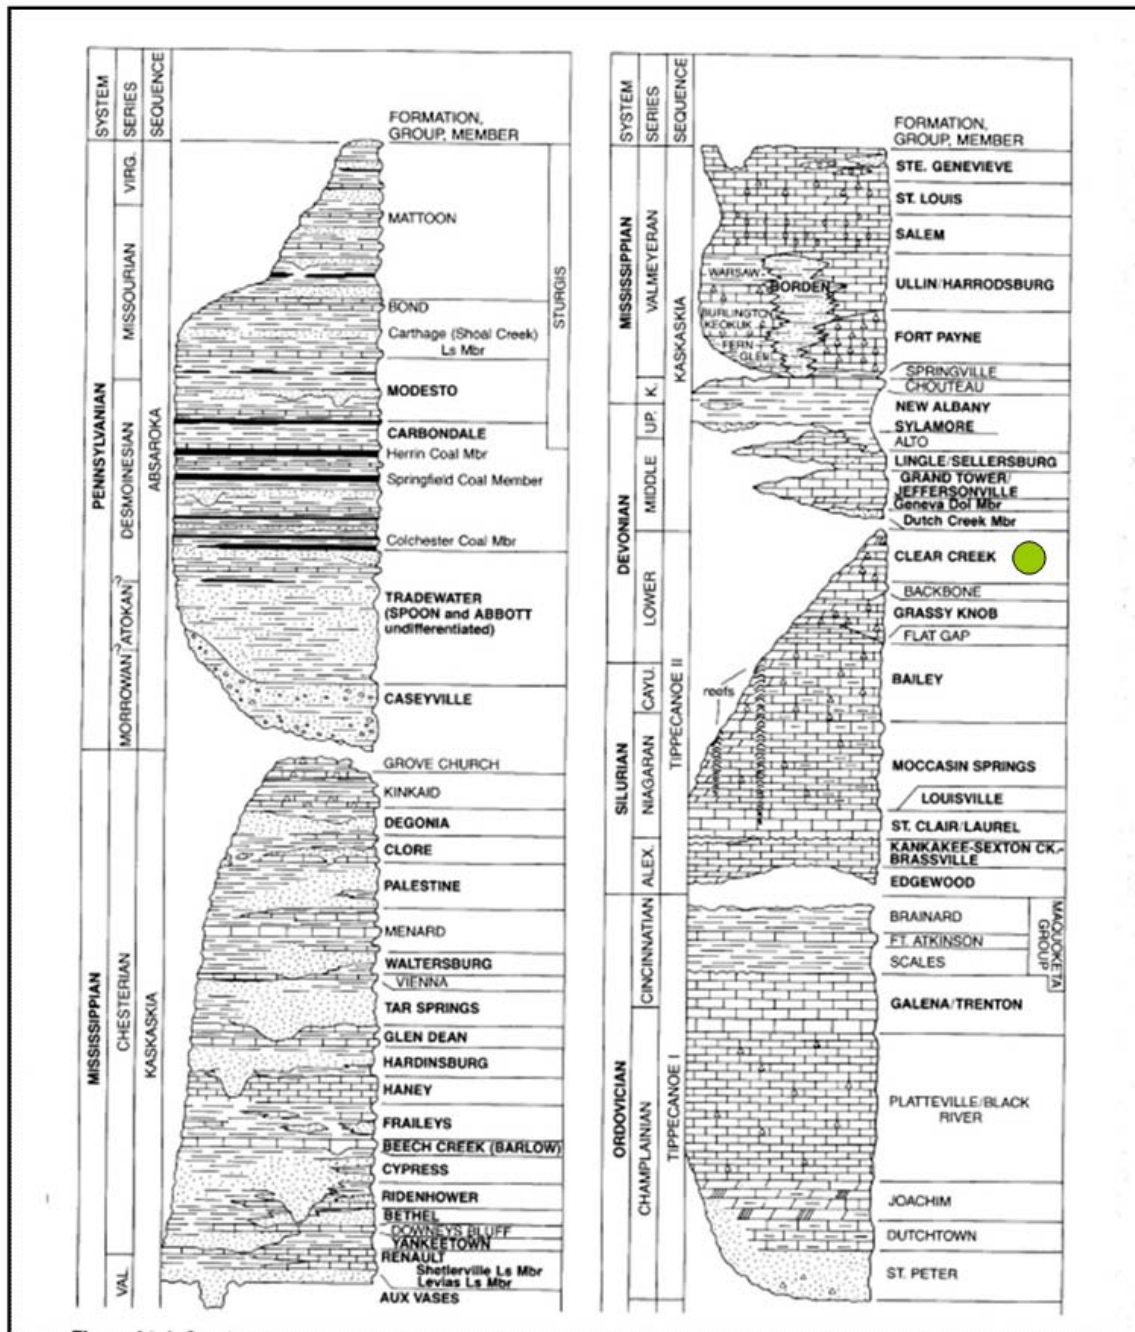 SYSTEM
SERIES
SEQUENCE
FORMATION,
GROUP, MEMBER
PENNSYLVANIAN
VIRG.
MISSOURIAN
DESMOINESIAN
ATOKAN
?
?
MORROWAN
ABSAROKA
MATTOON
BOND
Carthage (Shoal Creek)
Ls Mbr
MODESTO
CARBONDALE
Herrin Coal Mbr
Springfield Coal Member
Colchester Coal Mbr
TRADEWATER
(SPOON and ABBOTT
undifferentiated)
CASEYVILLE
STURGIS
MISSISSIPPIAN
CHESTERIAN
VAL
KASKASKIA
GROVE CHURCH
KINKAID
DEGONIA
CLORE
PALESTINE
MENARD
WALTERSBURG
VIENNA
TAR SPRINGS
GLEN DEAN
HARDINSBURG
HANEY
FRAILEYS
BEECH CREEK (BARLOW)
CYPRESS
RIDENHOWER
BETHEL
DOWNEYS BLUFF
YANKEETOWN
RENAULT
Shetlerville Ls Mbr
Levias Ls Mbr
AUX VASES
SYSTEM
SERIES
SEQUENCE
FORMATION,
GROUP, MEMBER
MISSISSIPPIAN
VALMEYERAN
K.
KASKASKIA
STE. GENEVIEVE
ST. LOUIS
SALEM
WARSAW
BORDEN
ULLIN/HARRODSBURG
BURLINGTON
KEOKUK
FERN
GLEN
FORT PAYNE
SPRINGVILLE
CHOUTEAU
DEVONIAN
UP.
MIDDLE
LOWER
NEW ALBANY
SYLAMORE
ALTO
LINGLE/SELLERSBURG
GRAND TOWER/
JEFFERSONVILLE
Geneva Dol Mbr
Dutch Creek Mbr
CLEAR CREEK
BACKBONE
GRASSY KNOB
FLAT GAP
BAILEY
SILURIAN
CAYU.
NIAGARAN
ALEX.
TIPPECANOE II
reefs
MOCCASIN SPRINGS
LOUISVILLE
ST. CLAIR/LAUREL
KANKAKEE-SEXTON CK.-
BRASSVILLE
EDGEWOOD
ORDOVICIAN
CINCINNATIAN
CHAMPLAINIAN
TIPPECANOE I
BRAINARD
FT. ATKINSON
SCALES
MAQUOKETA
GROUP
GALENA/TRENTON
PLATTEVILLE/BLACK
RIVER
JOACHIM
DUTCHTOWN
ST. PETER